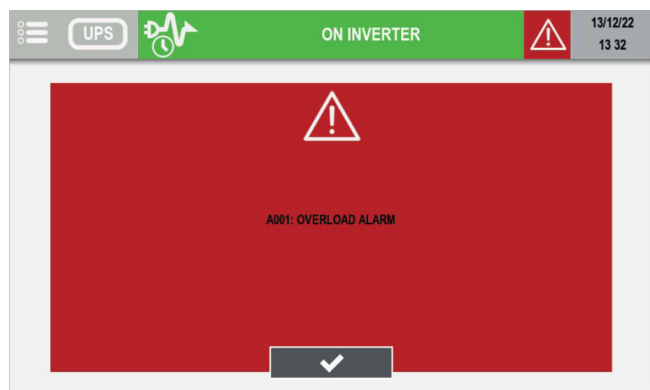 UPS
ON INVERTER
13/12/22
13 32
A001: OVERLOAD ALARM